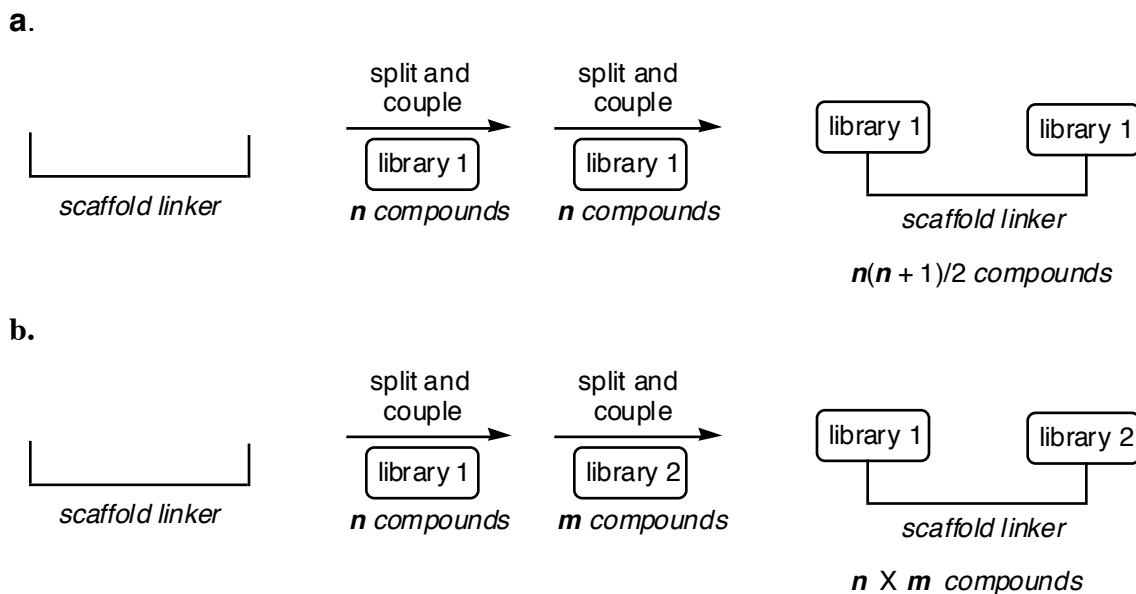 a.
split and
couple
split and
couple
library 1
library 1
library 1
library 1
scaffold linker
n compounds
n compounds
scaffold linker
n(n + 1)/2 compounds
b.
split and
couple
split and
couple
library 1
library 2
library 1
library 2
scaffold linker
n compounds
m compounds
scaffold linker
n X m compounds